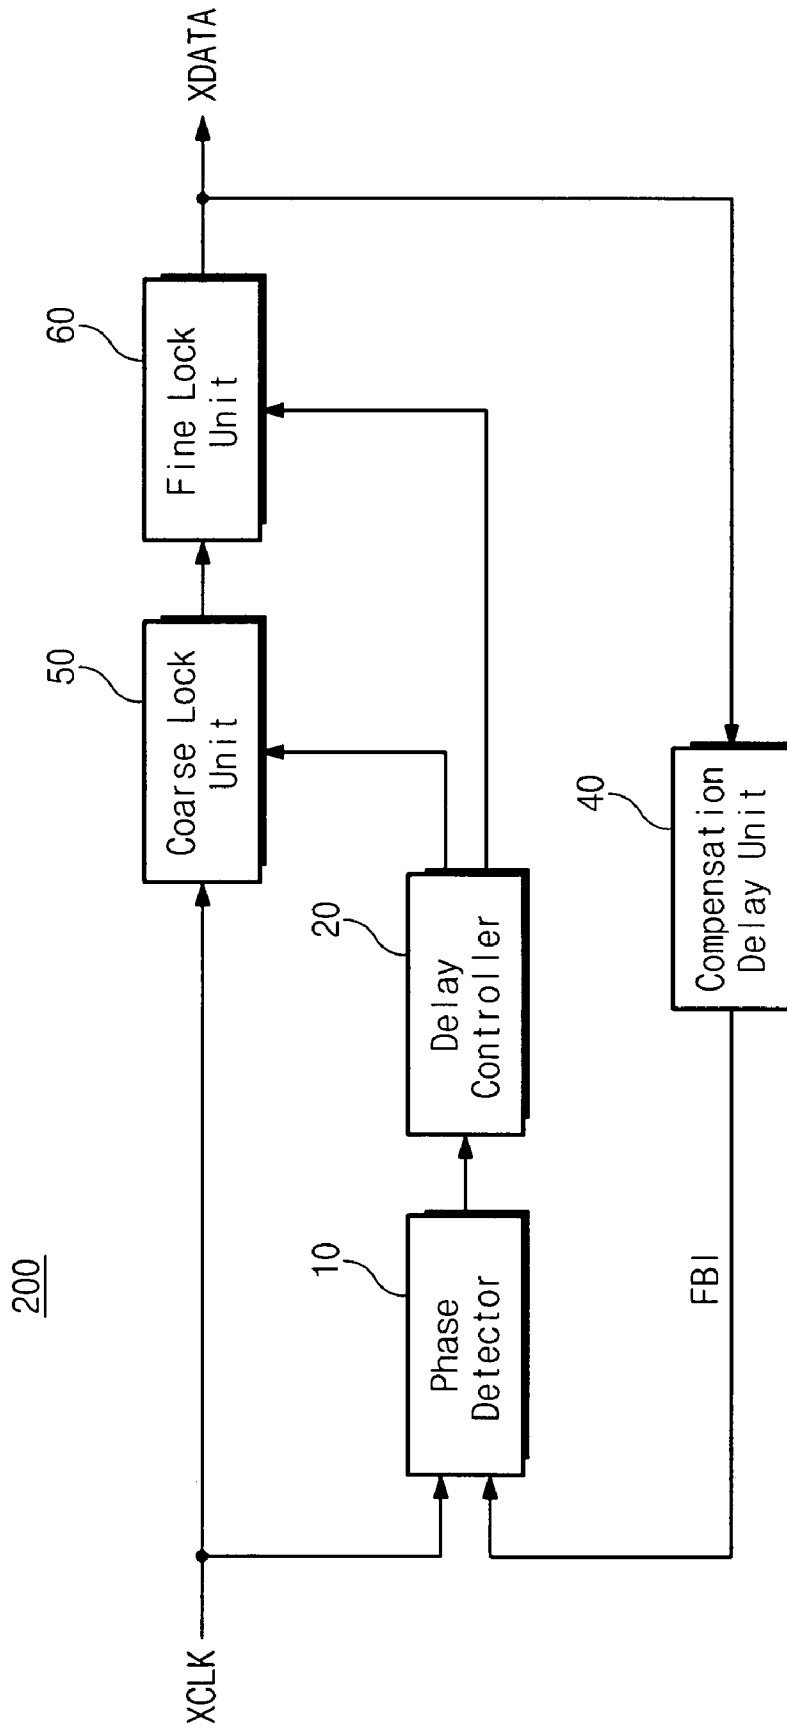 200
XCLK
50
Coarse Lock
Unit
60
Fine Lock
Unit
XDATA
10
Phase
Detector
20
Delay
Controller
FBI
40
Compensation
Delay Unit